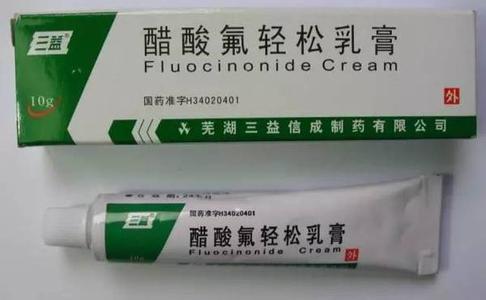 三益®
醋酸氟轻松乳膏
Fluocinonide Cream
10g
国药准字H34020401
外
芜湖三益信成制药有限公司
国药准字H34020401
三益
醋酸氟轻松乳膏
Fluocinonide Cream
10g
外